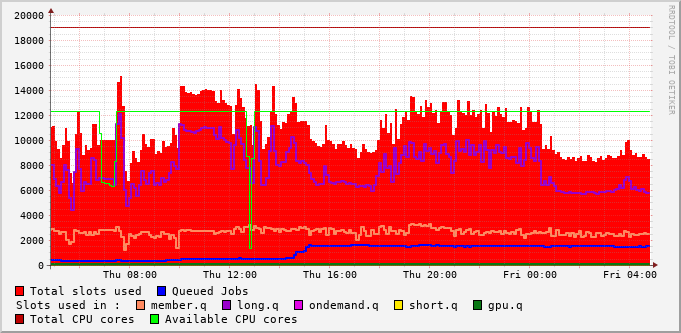 RRDTOOL / TOBI OETIKER
20000
18000
16000
14000
12000
10000
8000
6000
4000
2000
0
Thu 08:00 Thu 12:00 Thu 16:00 Thu 20:00 Fri 00:00 Fri 04:00
Total slots used Queued Jobs
Slots used in : member.q long.q ondemand.q short.q gpu.q
Total CPU cores Available CPU cores